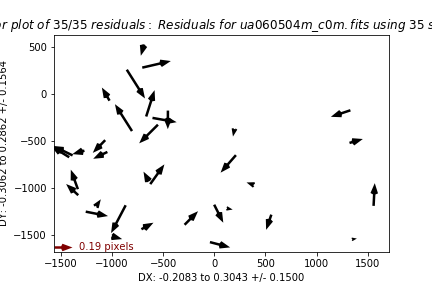 or plot of 35/35 residuals: Residuals for ua060504m_c0m.fits using 35 s
500
0
−500
−1000
−1500
DY: -0.3062 to 0.2862 +/- 0.1564
0.19 pixels
−1500 −1000 −500 0 500 1000 1500
DX: -0.2083 to 0.3043 +/- 0.1500